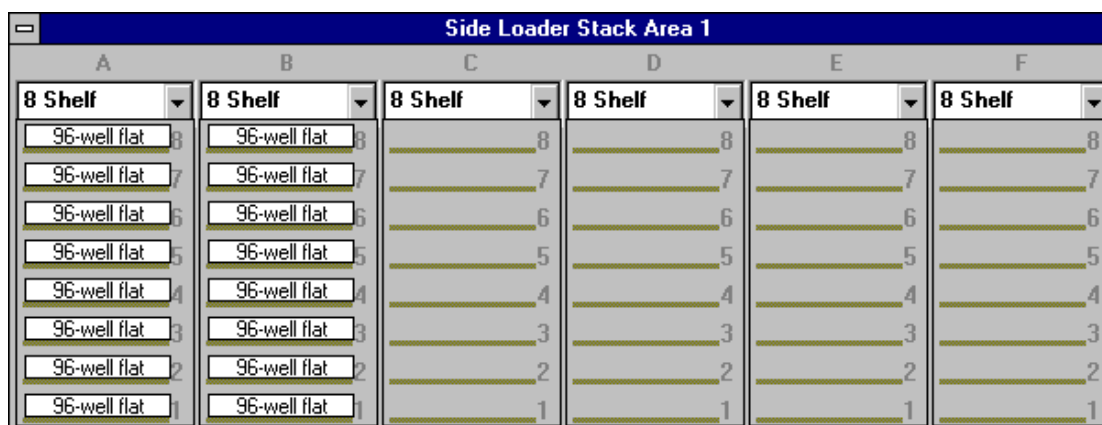 Side Loader Stack Area 1
A B C D E F
8 Shelf 8 Shelf 8 Shelf 8 Shelf 8 Shelf 8 Shelf
96-well flat 8 96-well flat 8 8 8 8 8
96-well flat 7 96-well flat 7 7 7 7 7
96-well flat 6 96-well flat 6 6 6 6 6
96-well flat 5 96-well flat 5 5 5 5 5
96-well flat 4 96-well flat 4 4 4 4 4
96-well flat 3 96-well flat 3 3 3 3 3
96-well flat 2 96-well flat 2 2 2 2 2
96-well flat 1 96-well flat 1 1 1 1 1